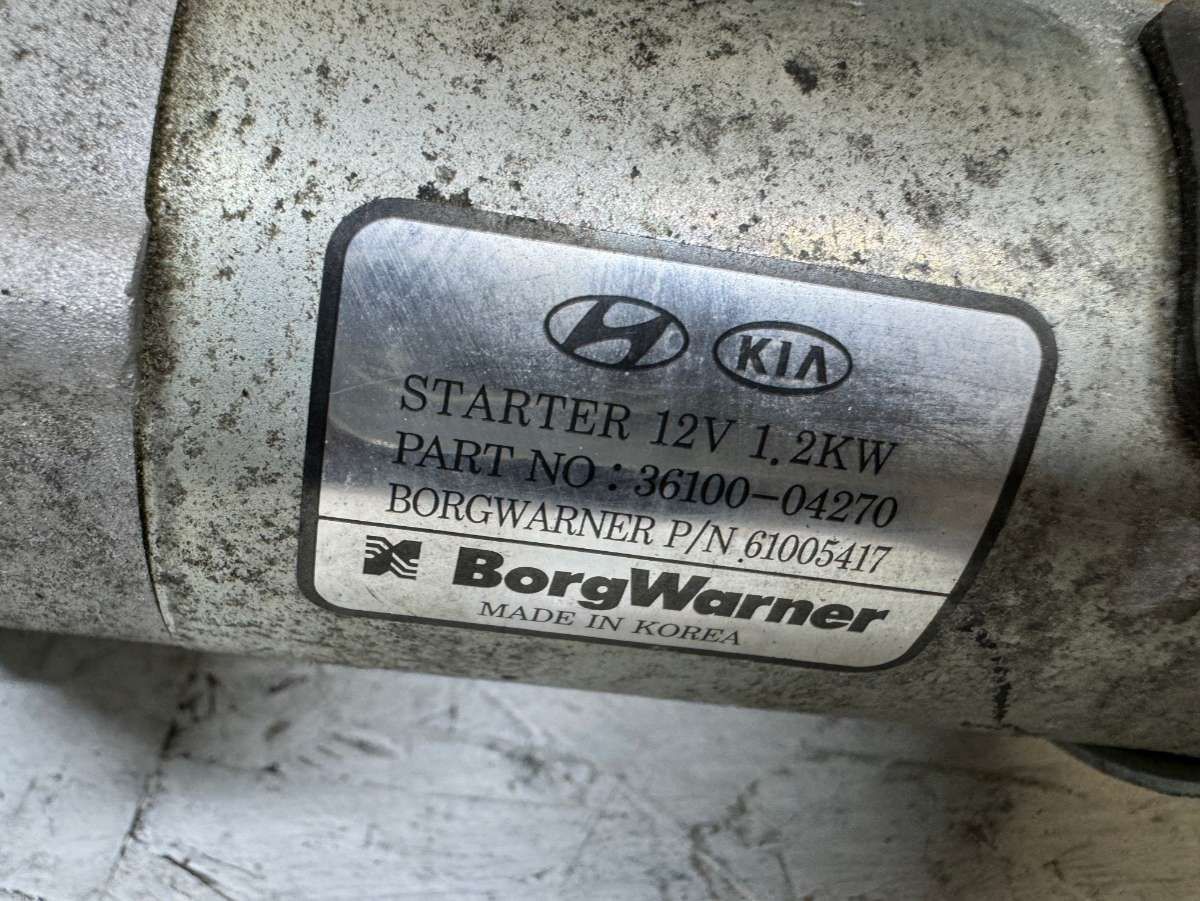 KIA
STARTER 12V 1.2KW
PART NO : 36100-04270
BORGWARNER P/N 61005417
BorgWarner
MADE IN KOREA